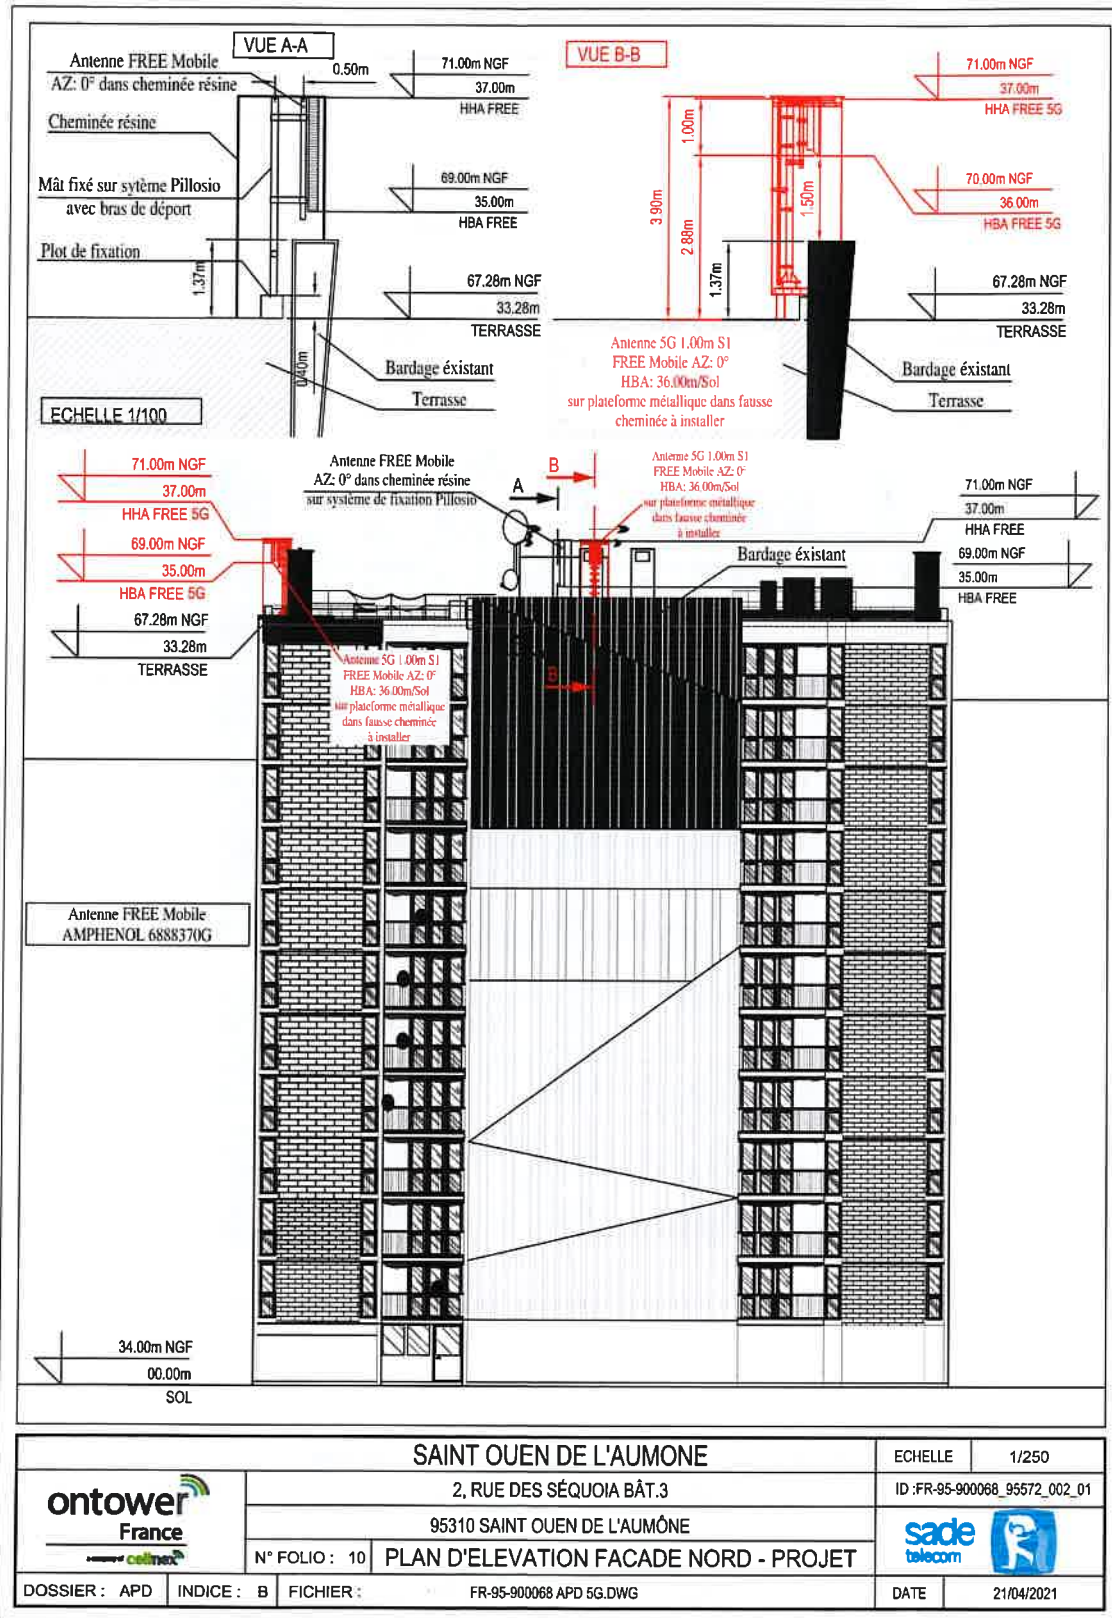 VUE A-A
Antenne FREE Mobile
AZ: 0° dans cheminée résine
0.50m
71.00m NGF
37.00m
HHA FREE
Cheminée résine
Mât fixé sur sytème Pillosio
avec bras de déport
69.00m NGF
35.00m
HBA FREE
Plot de fixation
1.37m
67.28m NGF
33.28m
TERRASSE
0.40m
Bardage éxistant
Terrasse
ECHELLE 1/100
VUE B-B
71.00m NGF
37.00m
HHA FREE 5G
1.00m
3.90m
2.88m
1.50m
70.00m NGF
36.00m
HBA FREE 5G
1.37m
67.28m NGF
33.28m
TERRASSE
Antenne 5G 1.00m S1
FREE Mobile AZ: 0°
HBA: 36.00m/Sol
sur plateforme métallique dans fausse
cheminée à installer
Bardage éxistant
Terrasse
71.00m NGF
37.00m
HHA FREE 5G
69.00m NGF
35.00m
HBA FREE 5G
67.28m NGF
33.28m
TERRASSE
Antenne FREE Mobile
AZ: 0° dans cheminée résine
sur système de fixation Pillosio
A
B
Antenne 5G 1.00m S1
FREE Mobile AZ: 0°
HBA: 36.00m/Sol
sur plateforme métallique
dans fausse cheminée
à installer
Bardage éxistant
71.00m NGF
37.00m
HHA FREE
69.00m NGF
35.00m
HBA FREE
Antenne 5G 1.00m S1
FREE Mobile AZ: 0°
HBA: 36.00m/Sol
sur plateforme métallique
dans fausse cheminée
à installer
B
Antenne FREE Mobile
AMPHENOL 6888370G
34.00m NGF
00.00m
SOL
SAINT OUEN DE L'AUMONE
ECHELLE 1/250
ontower
France
cellnex
2, RUE DES SÉQUOIA BÂT.3
ID :FR-95-900068_95572_002_01
95310 SAINT OUEN DE L'AUMÔNE
sade
telecom
N° FOLIO : 10 PLAN D'ELEVATION FACADE NORD - PROJET
DOSSIER : APD INDICE : B FICHIER : FR-95-900068 APD 5G.DWG
DATE 21/04/2021